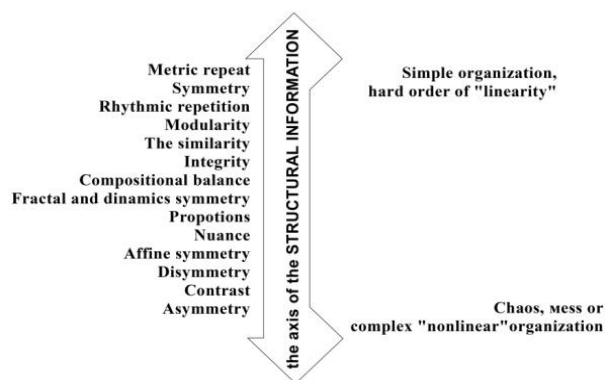 Metric repeat
Symmetry
Rhythmic repetition
Modularity
The similarity
Integrity
Compositional balance
Fractal and dinamics symmetry
Propotions
Nuance
Affine symmetry
Disymmetry
Contrast
Asymmetry
the axis of the STRUCTURAL INFORMATION
Simple organization,
hard order of "linearity"
Chaos, мess or
complex "nonlinear"organization